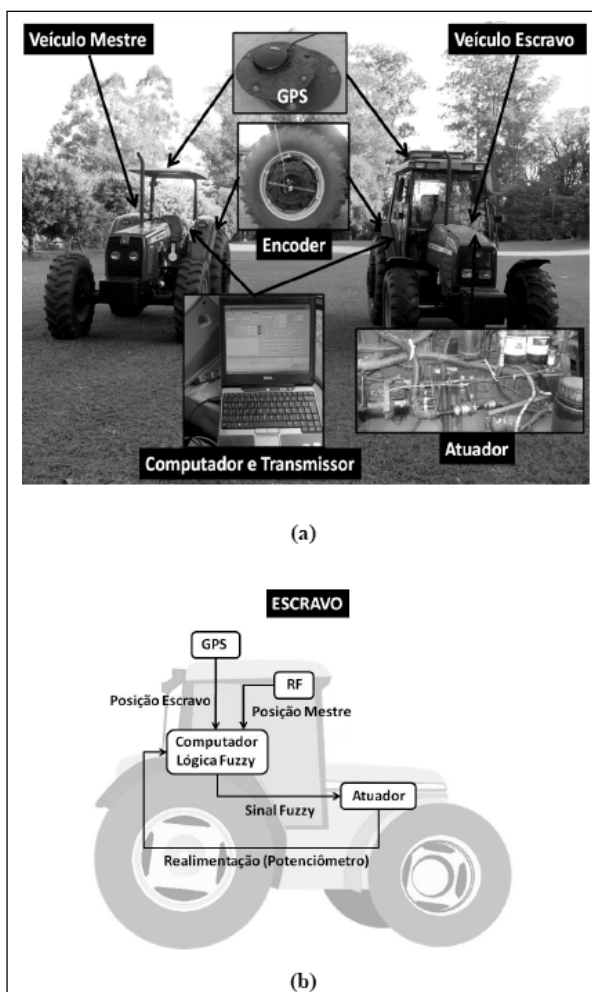 Veículo Mestre
Veículo Escravo
GPS
Encoder
Computador e Transmissor
Atuador
(a)
ESCRAVO
GPS
RF
Posição Escravo
Posição Mestre
Computador
Lógica Fuzzy
Atuador
Sinal Fuzzy
Realimentação (Potenciômetro)
(b)